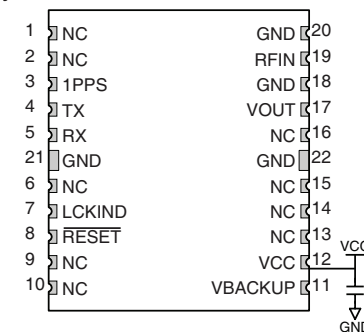 1 NC GND 20
2 NC RFIN 19
3 1PPS GND 18
4 TX VOUT 17
5 RX NC 16
21 GND GND 22
6 NC NC 15
7 LCKIND NC 14
8 RESET NC 13
9 NC VCC 12 VCC
10 NC VBACKUP 11
GND